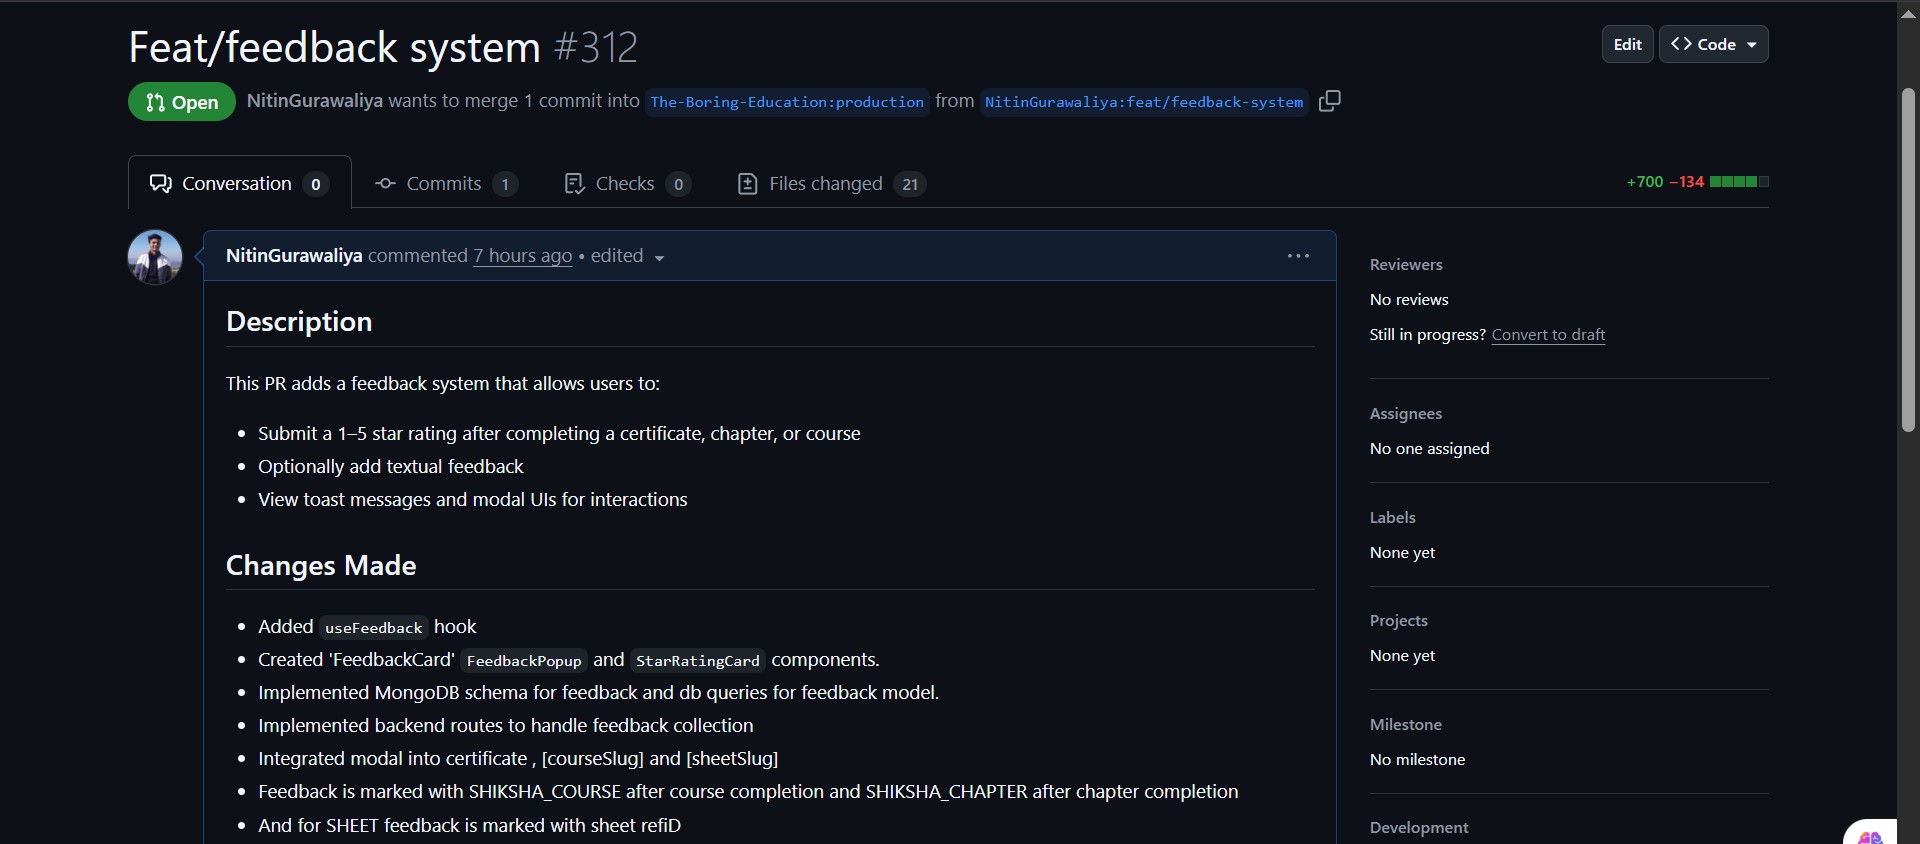 Feat/feedback system #312
Edit
Code
Open
NitinGurawaliya wants to merge 1 commit into The-Boring-Education:production from NitinGurawaliya:feat/feedback-system
Conversation 0
Commits 1
Checks 0
Files changed 21
+700 −134
NitinGurawaliya commented 7 hours ago • edited
Description
This PR adds a feedback system that allows users to:
• Submit a 1–5 star rating after completing a certificate, chapter, or course
• Optionally add textual feedback
• View toast messages and modal UIs for interactions
Changes Made
• Added useFeedback hook
• Created 'FeedbackCard' FeedbackPopup and StarRatingCard components.
• Implemented MongoDB schema for feedback and db queries for feedback model.
• Implemented backend routes to handle feedback collection
• Integrated modal into certificate , [courseSlug] and [sheetSlug]
• Feedback is marked with SHIKSHA_COURSE after course completion and SHIKSHA_CHAPTER after chapter completion
• And for SHEET feedback is marked with sheet refiD
Reviewers
No reviews
Still in progress? Convert to draft
Assignees
No one assigned
Labels
None yet
Projects
None yet
Milestone
No milestone
Development